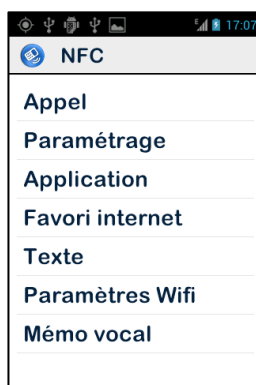 E 17:07
NFC
Appel
Paramétrage
Application
Favori internet
Texte
Paramètres Wifi
Mémo vocal